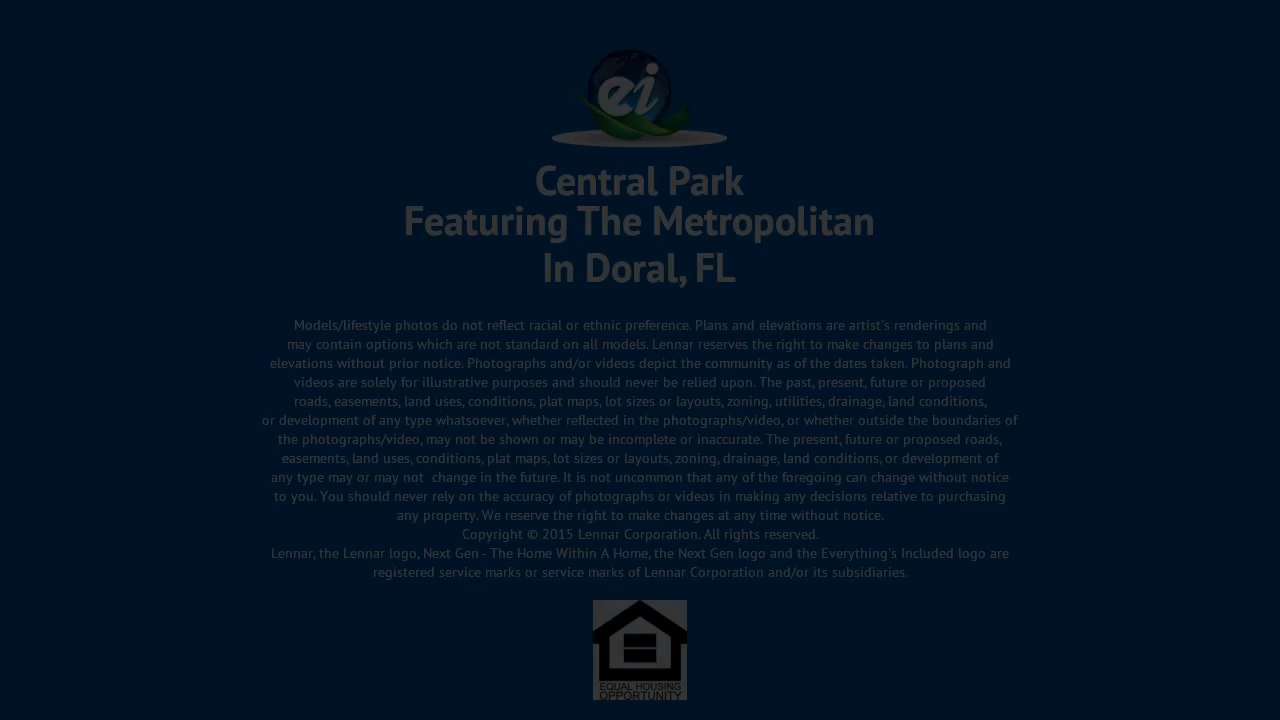 ei
Central Park
Featuring The Metropolitan
In Doral, FL
Models/lifestyle photos do not reflect racial or ethnic preference. Plans and elevations are artist's renderings and
may contain options which are not standard on all models. Lennar reserves the right to make changes to plans and
elevations without prior notice. Photographs and/or videos depict the community as of the dates taken. Photograph and
videos are solely for illustrative purposes and should never be relied upon. The past, present, future or proposed
roads, easements, land uses, conditions, plat maps, lot sizes or layouts, zoning, utilities, drainage, land conditions,
or development of any type whatsoever, whether reflected in the photographs/video, or whether outside the boundaries of
the photographs/video, may not be shown or may be incomplete or inaccurate. The present, future or proposed roads,
easements, land uses, conditions, plat maps, lot sizes or layouts, zoning, drainage, land conditions, or development of
any type may or may not  change in the future. It is not uncommon that any of the foregoing can change without notice
to you. You should never rely on the accuracy of photographs or videos in making any decisions relative to purchasing
any property. We reserve the right to make changes at any time without notice.
Copyright © 2015 Lennar Corporation. All rights reserved.
Lennar, the Lennar logo, Next Gen - The Home Within A Home, the Next Gen logo and the Everything's Included logo are
registered service marks or service marks of Lennar Corporation and/or its subsidiaries.
EQUAL HOUSING
OPPORTUNITY